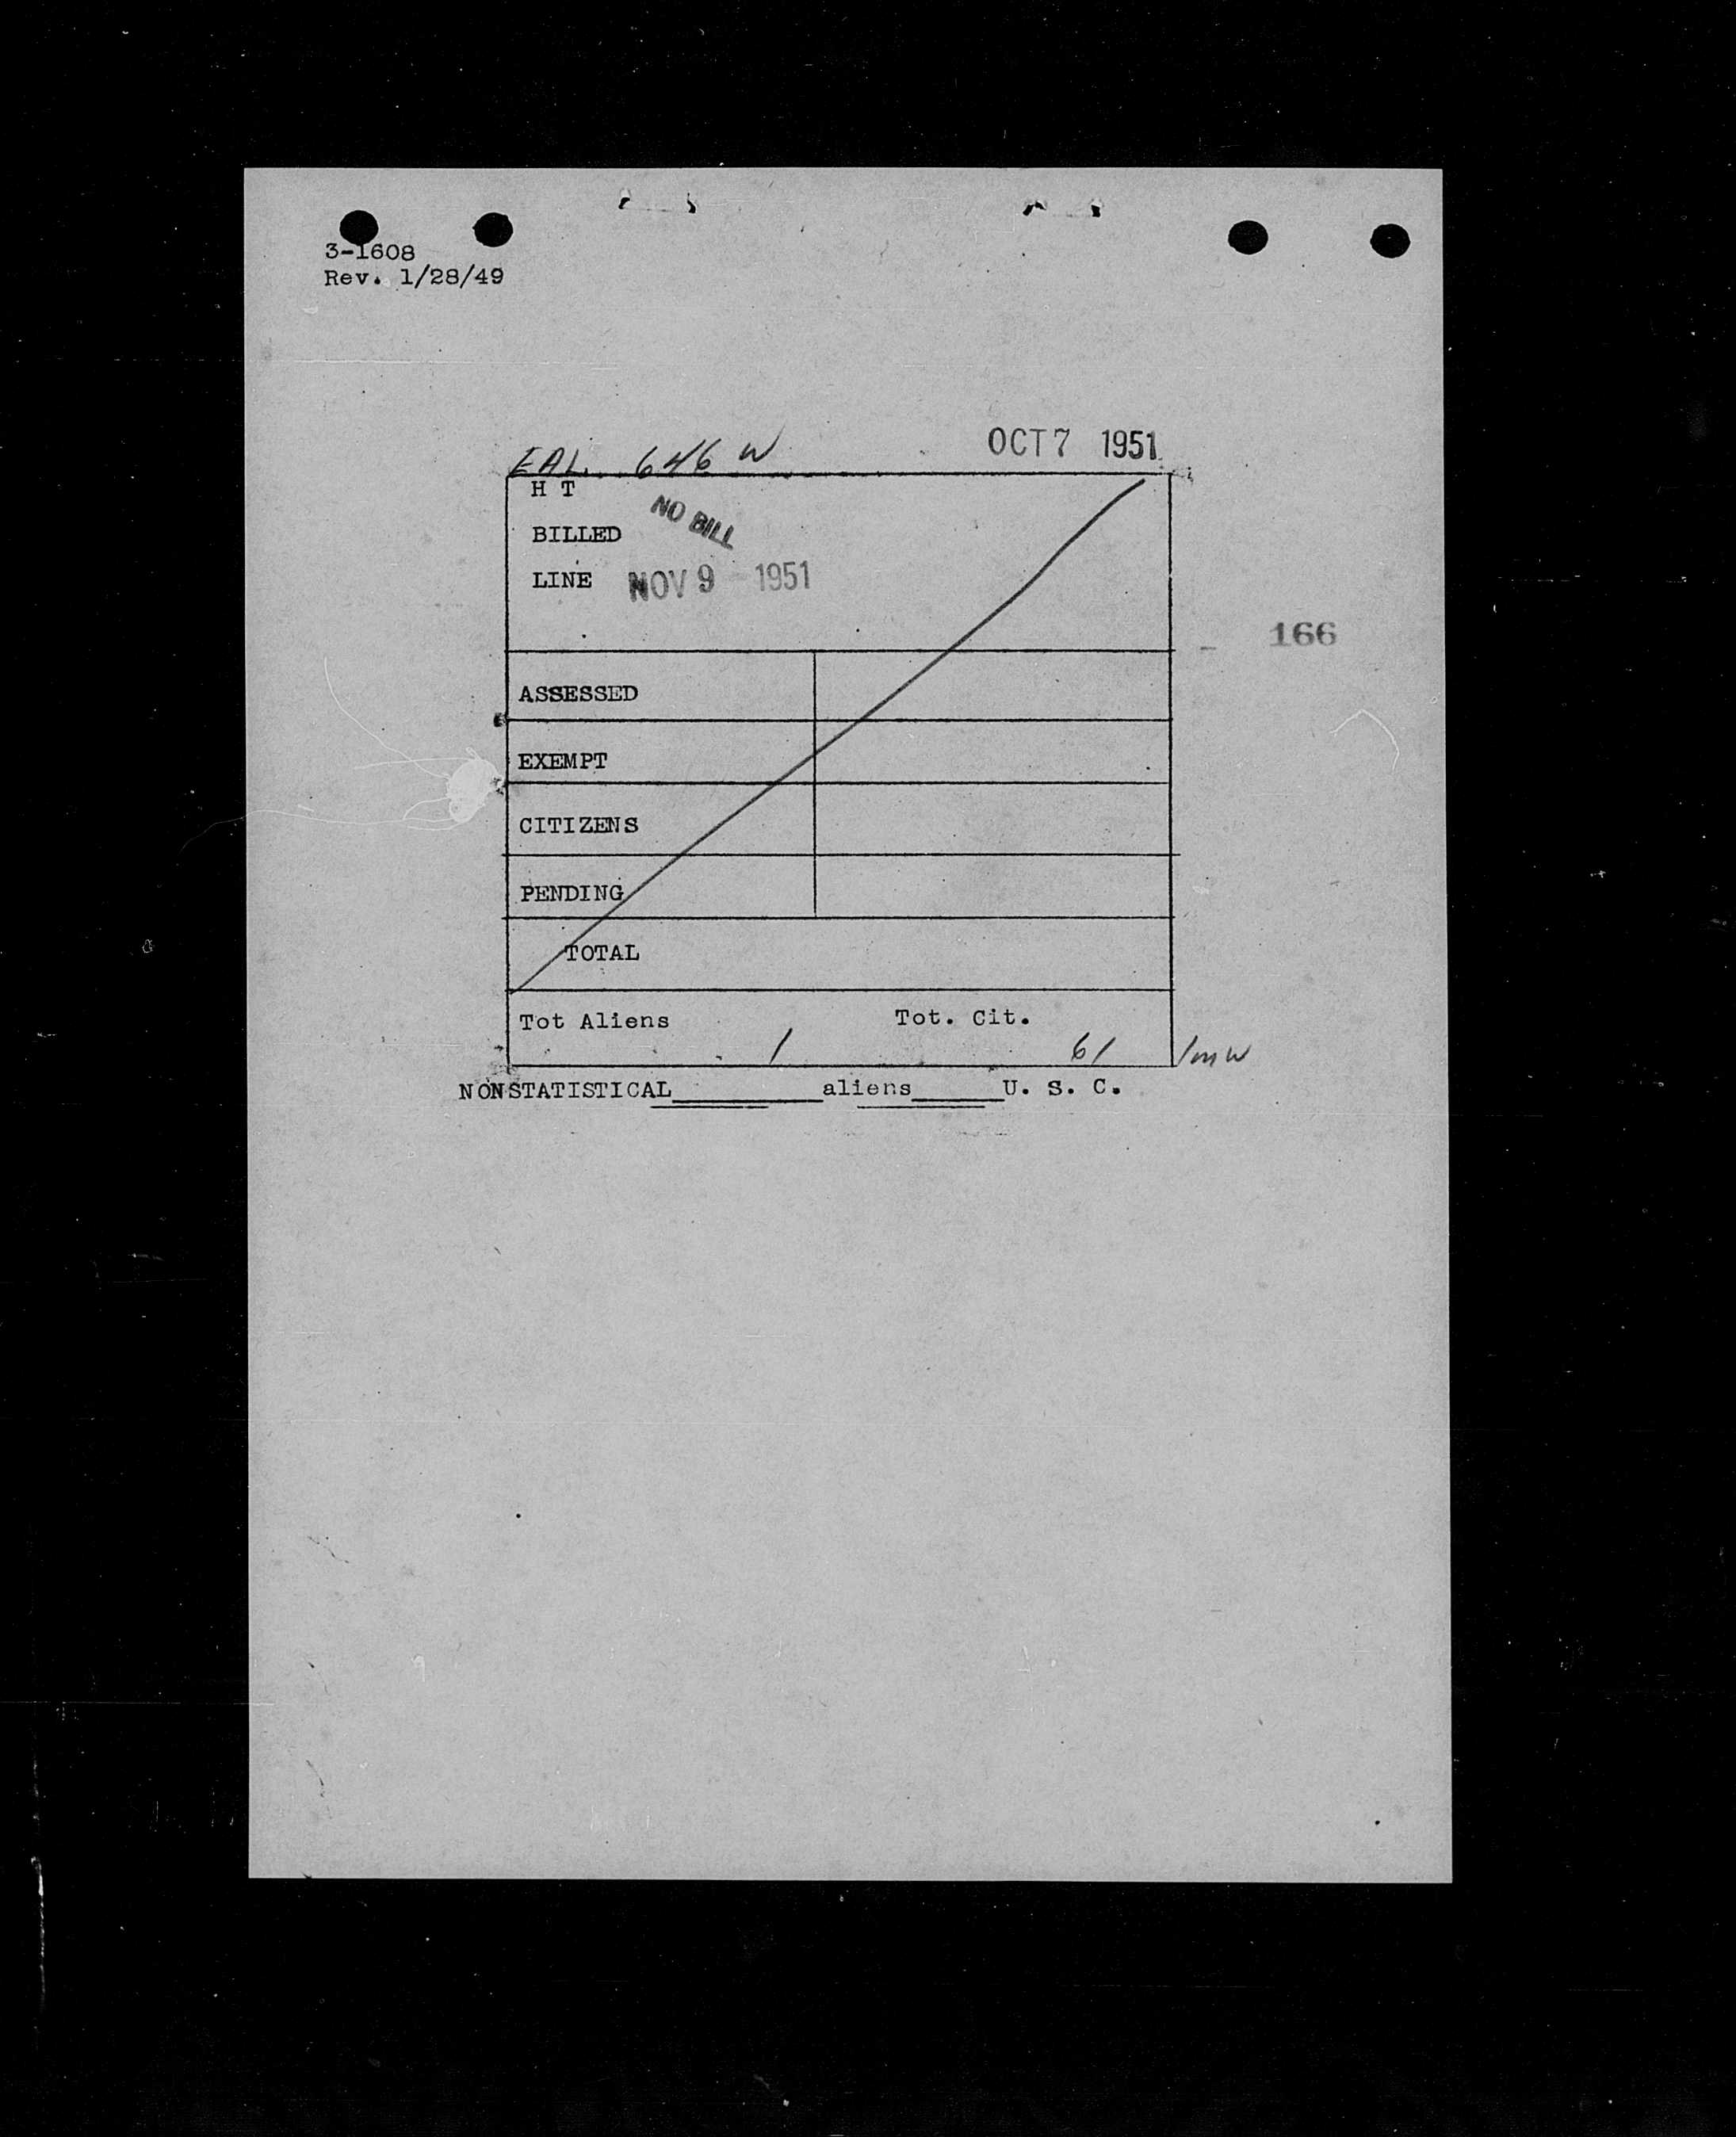 3-1608
Rev. 1/28/49
EAL 646 W OCT 7 1951
H T
NO BILL
BILLED
LINE NOV 9 1951
166
ASSESSED
EXEMPT
CITIZENS
PENDING
TOTAL
Tot Aliens Tot. Cit.
1 61
NONSTATISTICAL aliens U. S. C.